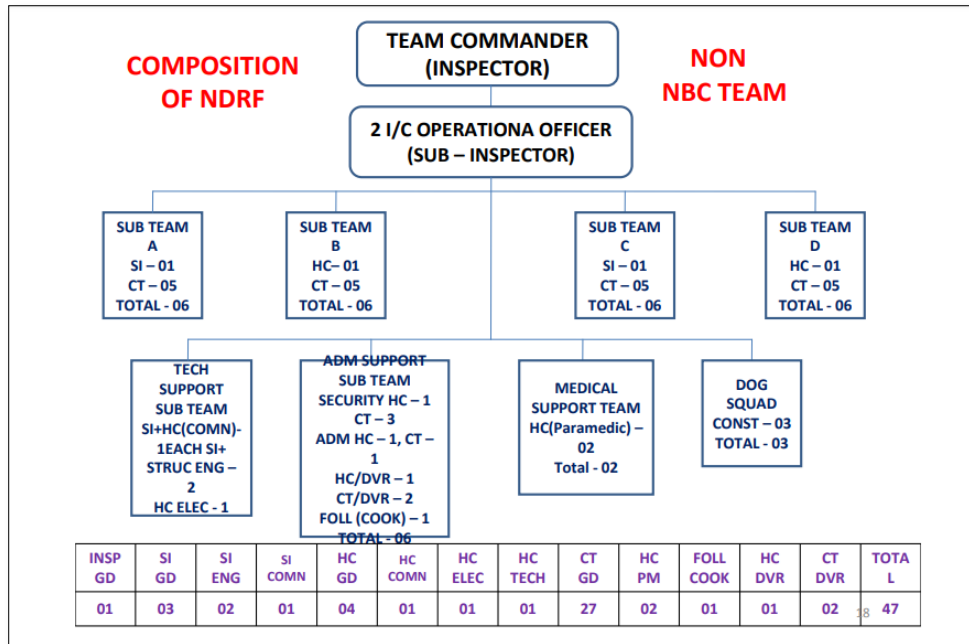 COMPOSITION
OF NDRF
TEAM COMMANDER
(INSPECTOR)
NON
NBC TEAM
2 I/C OPERATIONA OFFICER
(SUB – INSPECTOR)
SUB TEAM
A
SI – 01
CT – 05
TOTAL - 06
SUB TEAM
B
HC– 01
CT – 05
TOTAL - 06
SUB TEAM
C
SI – 01
CT – 05
TOTAL - 06
SUB TEAM
D
HC – 01
CT – 05
TOTAL - 06
TECH
SUPPORT
SUB TEAM
SI+HC(COMN)-
1EACH SI+
STRUC ENG –
2
HC ELEC - 1
ADM SUPPORT
SUB TEAM
SECURITY HC – 1
CT – 3
ADM HC – 1, CT –
1
HC/DVR – 1
CT/DVR – 2
FOLL (COOK) – 1
TOTAL - 06
MEDICAL
SUPPORT TEAM
HC(Paramedic) –
02
Total - 02
DOG
SQUAD
CONST – 03
TOTAL - 03
INSP GD SI GD SI ENG SI COMN HC GD HC COMN HC ELEC HC TECH CT GD HC PM FOLL COOK HC DVR CT DVR TOTA L
01 03 02 01 04 01 01 01 27 02 01 01 02 47
18